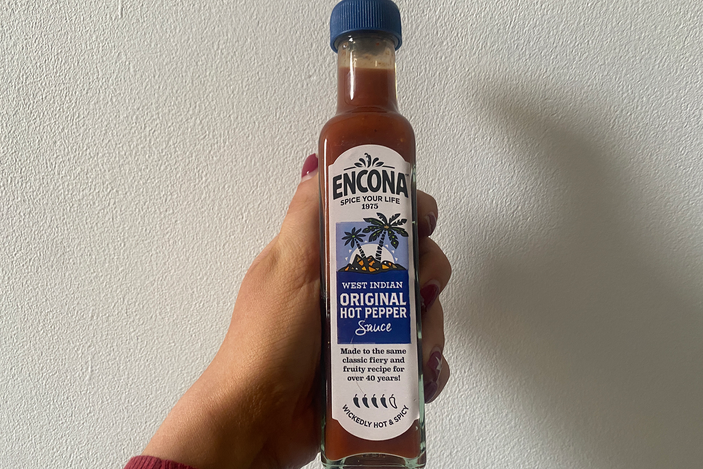 ENCONA
SPICE YOUR LIFE
1975
WEST INDIAN
ORIGINAL
HOT PEPPER
Sauce
Made to the same
classic fiery and
fruity recipe for
over 40 years!
WICKEDLY HOT & SPICY